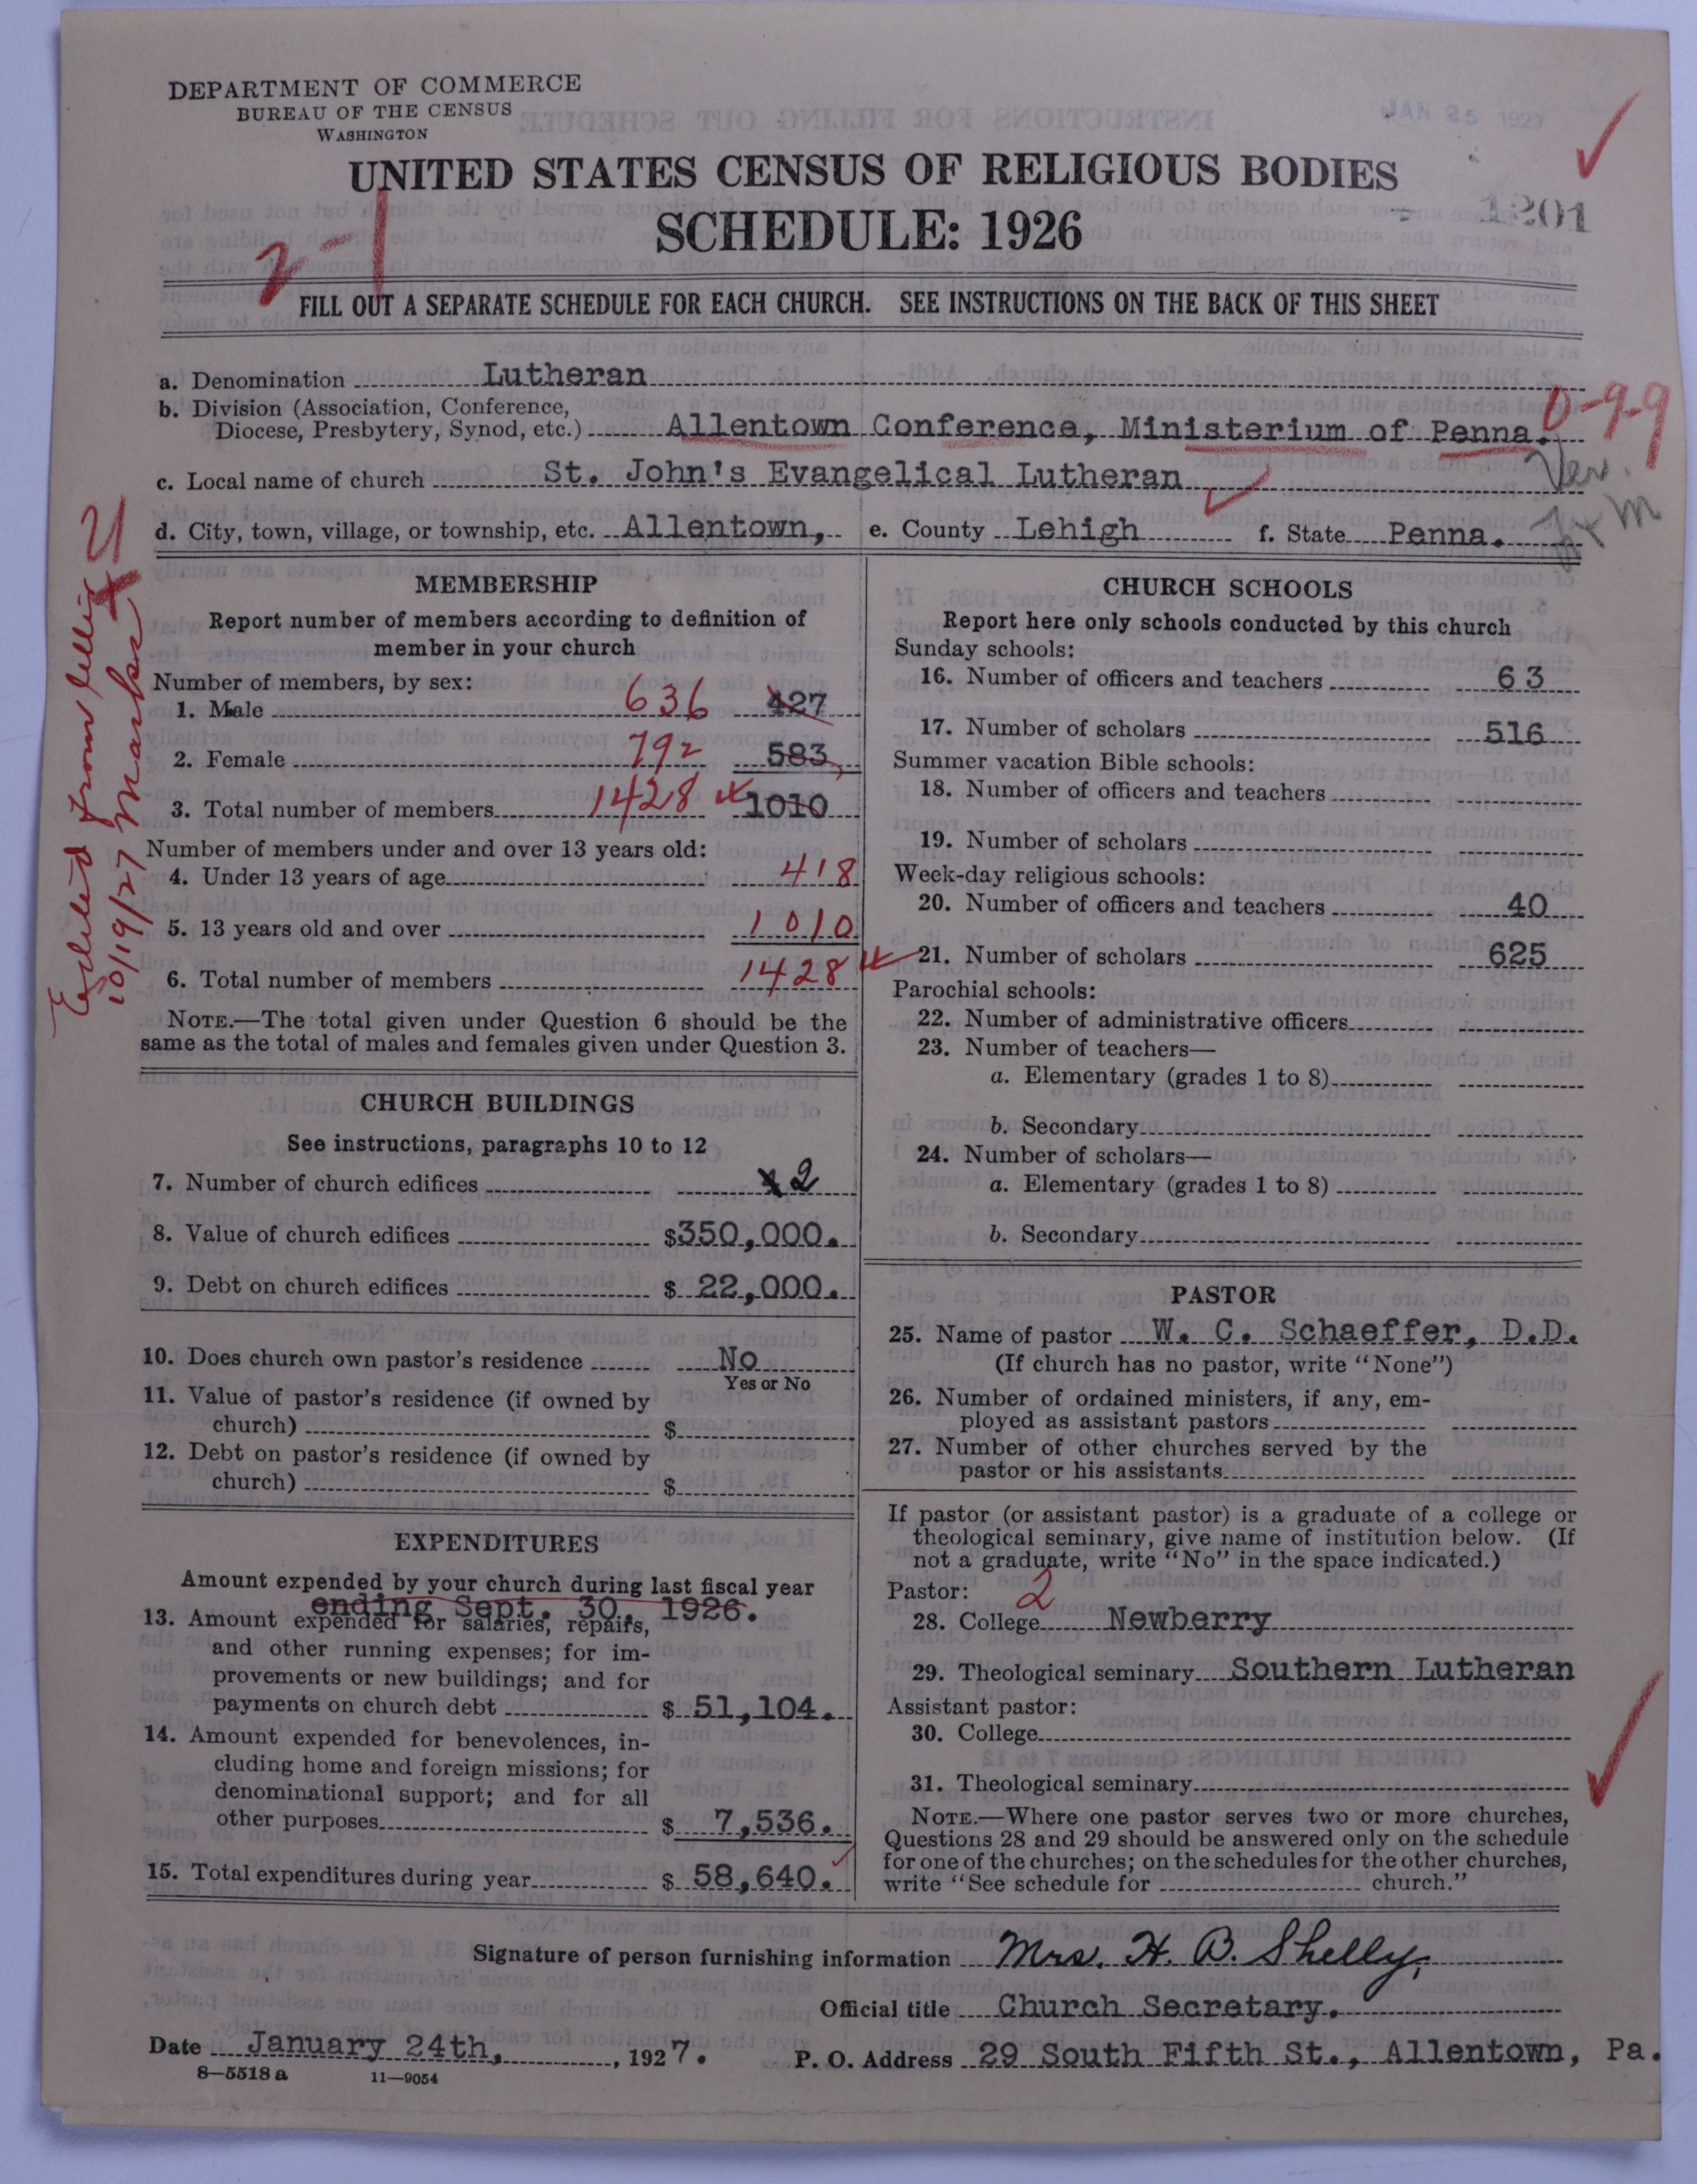 DEPARTMENT OF COMMERCE
BUREAU OF THE CENSUS
WASHINGTON
JAN 25 1927
UNITED STATES CENSUS OF RELIGIOUS BODIES
SCHEDULE: 1926
1201
2-1
FILL OUT A SEPARATE SCHEDULE FOR EACH CHURCH. SEE INSTRUCTIONS ON THE BACK OF THIS SHEET
a. Denomination Lutheran
0-9-9
b. Division (Association, Conference,
Diocese, Presbytery, Synod, etc.) Allentown Conference, Ministerium of Penna.
Ver.
c. Local name of church St. John's Evangelical Lutheran
d. City, town, village, or township, etc. Allentown, e. County Lehigh f. State Penna.
10/19/27 Marks
MEMBERSHIP
Report number of members according to definition of
member in your church
Number of members, by sex:
1. Male 636 427
2. Female 792 583
3. Total number of members 1428 1010
Number of members under and over 13 years old:
4. Under 13 years of age 418
5. 13 years old and over 1010
6. Total number of members 1428
NOTE.—The total given under Question 6 should be the
same as the total of males and females given under Question 3.
CHURCH BUILDINGS
See instructions, paragraphs 10 to 12
7. Number of church edifices 2
8. Value of church edifices $350,000.
9. Debt on church edifices $ 22,000.
10. Does church own pastor's residence No
Yes or No
11. Value of pastor's residence (if owned by
church) $
12. Debt on pastor's residence (if owned by
church) $
EXPENDITURES
Amount expended by your church during last fiscal year
ending Sept. 30, 1926.
13. Amount expended for salaries, repairs,
and other running expenses; for im-
provements or new buildings; and for
payments on church debt $ 51,104.
14. Amount expended for benevolences, in-
cluding home and foreign missions; for
denominational support; and for all
other purposes $ 7,536.
15. Total expenditures during year $ 58,640.
CHURCH SCHOOLS
Report here only schools conducted by this church
Sunday schools:
16. Number of officers and teachers 63
17. Number of scholars 516
Summer vacation Bible schools:
18. Number of officers and teachers
19. Number of scholars
Week-day religious schools:
20. Number of officers and teachers 40
21. Number of scholars 625
Parochial schools:
22. Number of administrative officers
23. Number of teachers—
a. Elementary (grades 1 to 8)
b. Secondary
24. Number of scholars—
a. Elementary (grades 1 to 8)
b. Secondary
PASTOR
25. Name of pastor W. C. Schaeffer, D.D.
(If church has no pastor, write "None")
26. Number of ordained ministers, if any, em-
ployed as assistant pastors
27. Number of other churches served by the
pastor or his assistants
If pastor (or assistant pastor) is a graduate of a college or
theological seminary, give name of institution below. (If
not a graduate, write "No" in the space indicated.)
Pastor: 2
28. College Newberry
29. Theological seminary Southern Lutheran
Assistant pastor:
30. College
31. Theological seminary
NOTE.—Where one pastor serves two or more churches,
Questions 28 and 29 should be answered only on the schedule
for one of the churches; on the schedules for the other churches,
write "See schedule for church."
Signature of person furnishing information Mrs. H. B. Shelly,
Official title Church Secretary.
Date January 24th, , 1927. P. O. Address 29 South Fifth St., Allentown, Pa.
8—5518 a 11—9054